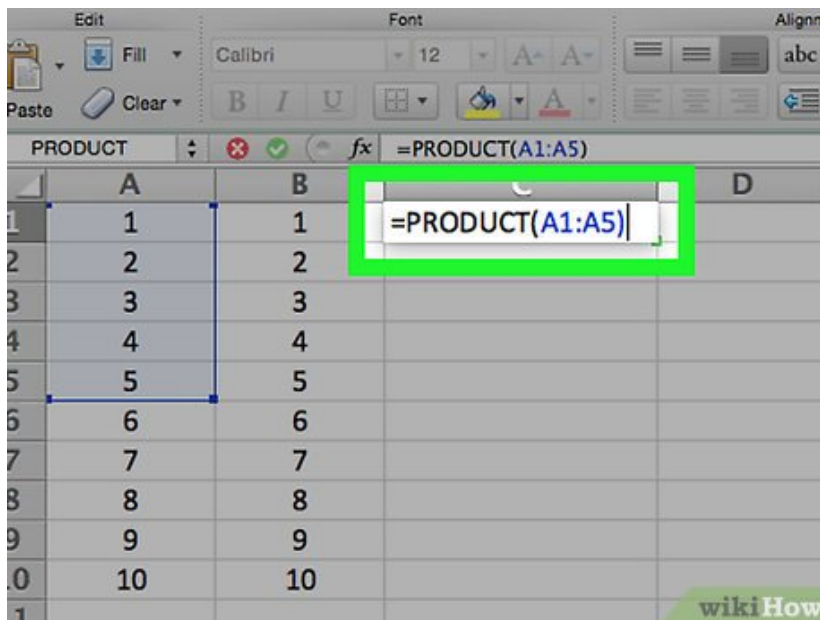 Edit Font
Fill Calibri 12 A A abc
Paste Clear B I U A
PRODUCT fx =PRODUCT(A1:A5)
A B C D
1 1 1 =PRODUCT(A1:A5)
2 2 2
3 3 3
4 4 4
5 5 5
6 6 6
7 7 7
8 8 8
9 9 9
10 10
wikiHow